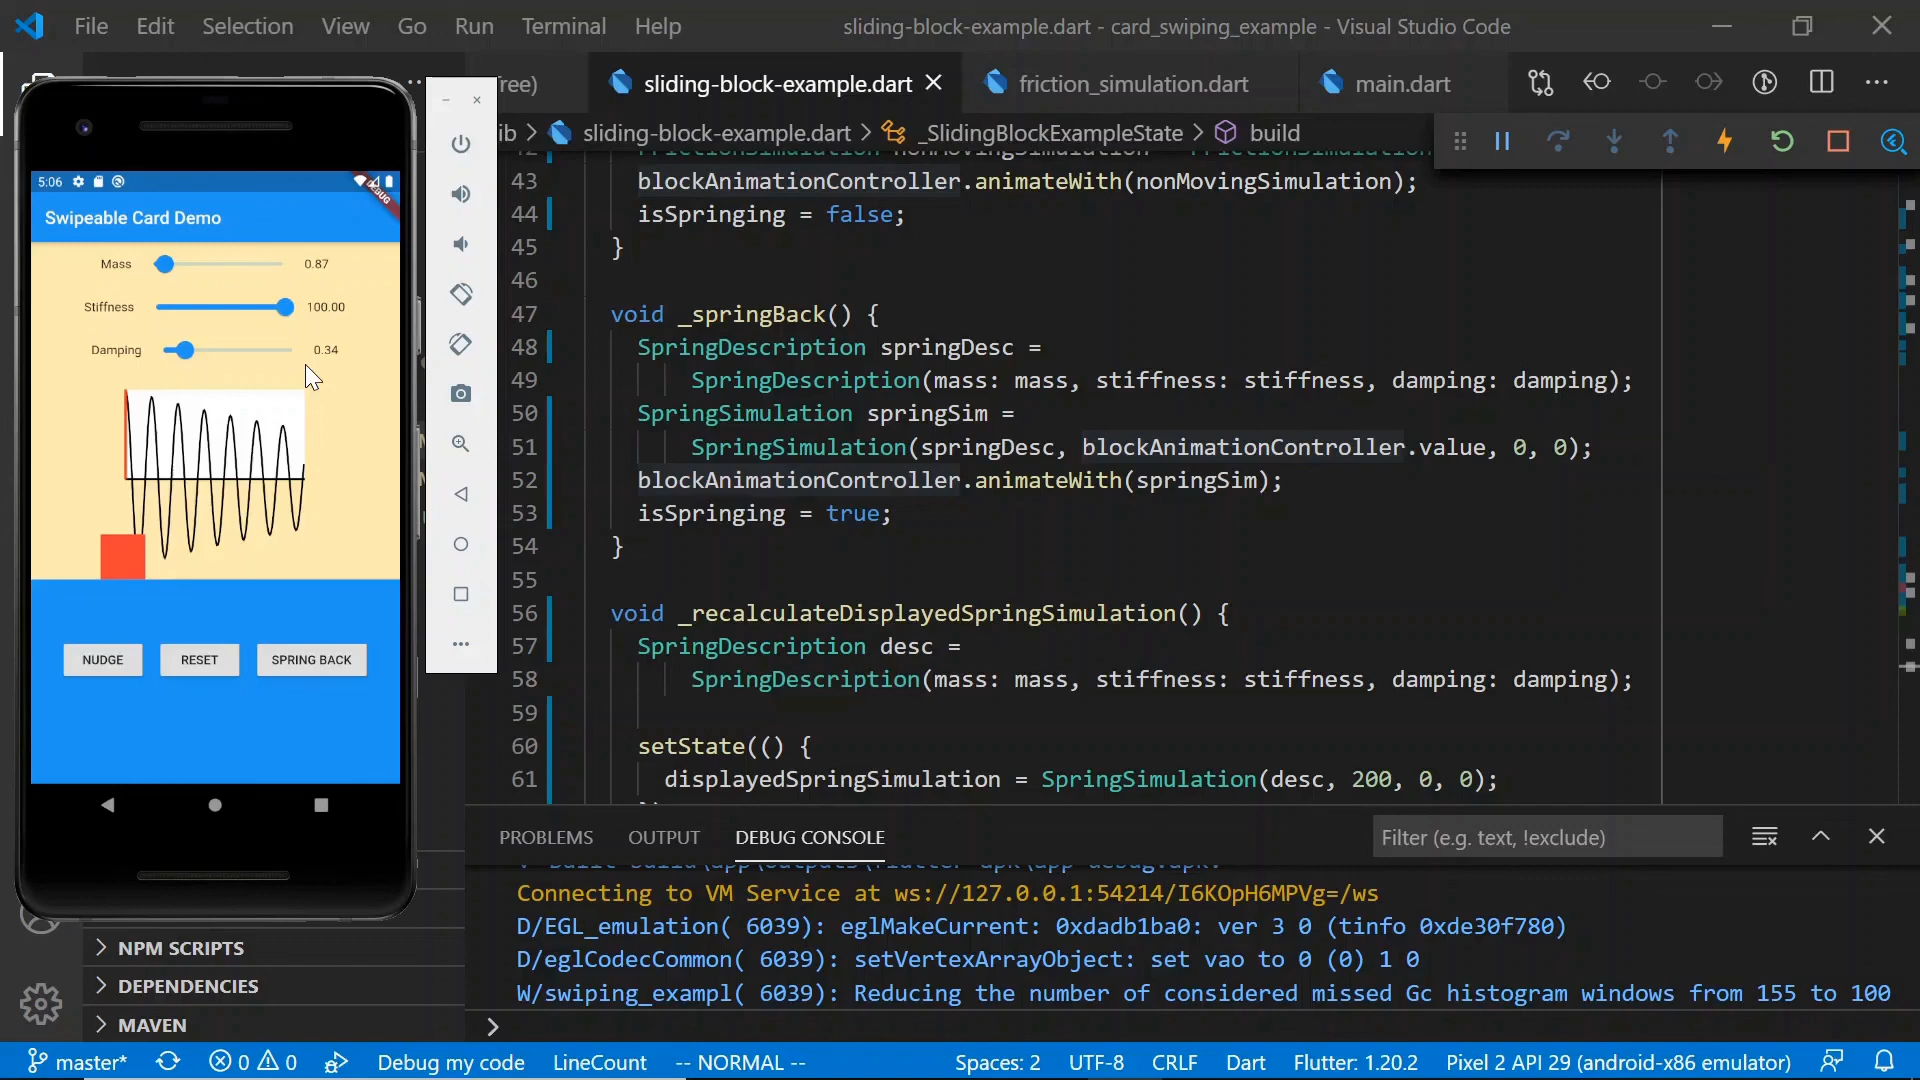 File Edit Selection View Go Run Terminal Help
sliding-block-example.dart - card_swiping_example - Visual Studio Code
sliding-block-example.dart
friction_simulation.dart
main.dart
sliding-block-example.dart > _SlidingBlockExampleState > build
43 blockAnimationController.animateWith(nonMovingSimulation);
44 isSpringing = false;
45 }
46
47 void _springBack() {
48 SpringDescription springDesc =
49 SpringDescription(mass: mass, stiffness: stiffness, damping: damping);
50 SpringSimulation springSim =
51 SpringSimulation(springDesc, blockAnimationController.value, 0, 0);
52 blockAnimationController.animateWith(springSim);
53 isSpringing = true;
54 }
55
56 void _recalculateDisplayedSpringSimulation() {
57 SpringDescription desc =
58 SpringDescription(mass: mass, stiffness: stiffness, damping: damping);
59
60 setState(() {
61 displayedSpringSimulation = SpringSimulation(desc, 200, 0, 0);
5:06
DEBUG
Swipeable Card Demo
Mass 0.87
Stiffness 100.00
Damping 0.34
NUDGE RESET SPRING BACK
PROBLEMS OUTPUT DEBUG CONSOLE
Filter (e.g. text, !exclude)
Connecting to VM Service at ws://127.0.0.1:54214/I6KOpH6MPVg=/ws
D/EGL_emulation( 6039): eglMakeCurrent: 0xdadb1ba0: ver 3 0 (tinfo 0xde30f780)
D/eglCodecCommon( 6039): setVertexArrayObject: set vao to 0 (0) 1 0
W/swiping_exampl( 6039): Reducing the number of considered missed Gc histogram windows from 155 to 100
>
NPM SCRIPTS
DEPENDENCIES
MAVEN
master* 0 0 Debug my code LineCount -- NORMAL -- Spaces: 2 UTF-8 CRLF Dart Flutter: 1.20.2 Pixel 2 API 29 (android-x86 emulator)